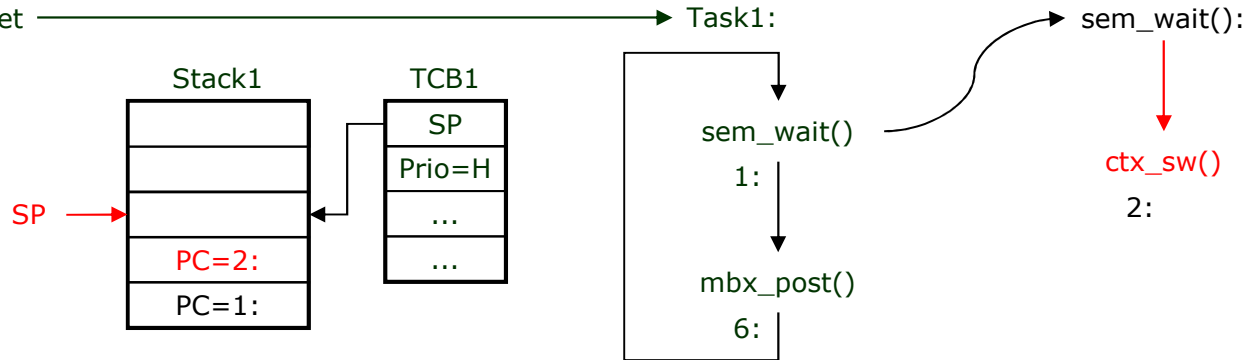 et
Task1:
sem_wait():
Stack1
TCB1
SP
sem_wait()
Prio=H
1:
ctx_sw()
SP
...
2:
PC=2:
...
mbx_post()
PC=1:
6: